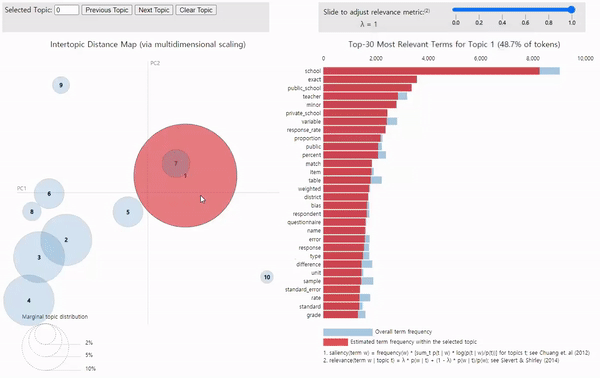 Selected Topic: 0 Previous Topic Next Topic Clear Topic
Slide to adjust relevance metric:(2)
λ = 1
0.0 0.2 0.4 0.6 0.8 1.0
Intertopic Distance Map (via multidimensional scaling)
PC2
PC1
9
7
1
6
8
5
2
3
4
10
Marginal topic distribution
2%
5%
10%
Top-30 Most Relevant Terms for Topic 1 (48.7% of tokens)
0 2,000 4,000 6,000 8,000 10,000
school
exact
public_school
teacher
minor
private_school
variable
response_rate
proportion
public
percent
match
item
table
weighted
district
bias
respondent
questionnaire
name
error
response
type
difference
unit
sample
standard_error
rate
standard
grade
Overall term frequency
Estimated term frequency within the selected topic
1. saliency(term w) = frequency(w) * [sum_t p(t | w) * log(p(t | w)/p(t))] for topics t; see Chuang et. al (2012)
2. relevance(term w | topic t) = λ * p(w | t) + (1 - λ) * p(w | t)/p(w); see Sievert & Shirley (2014)